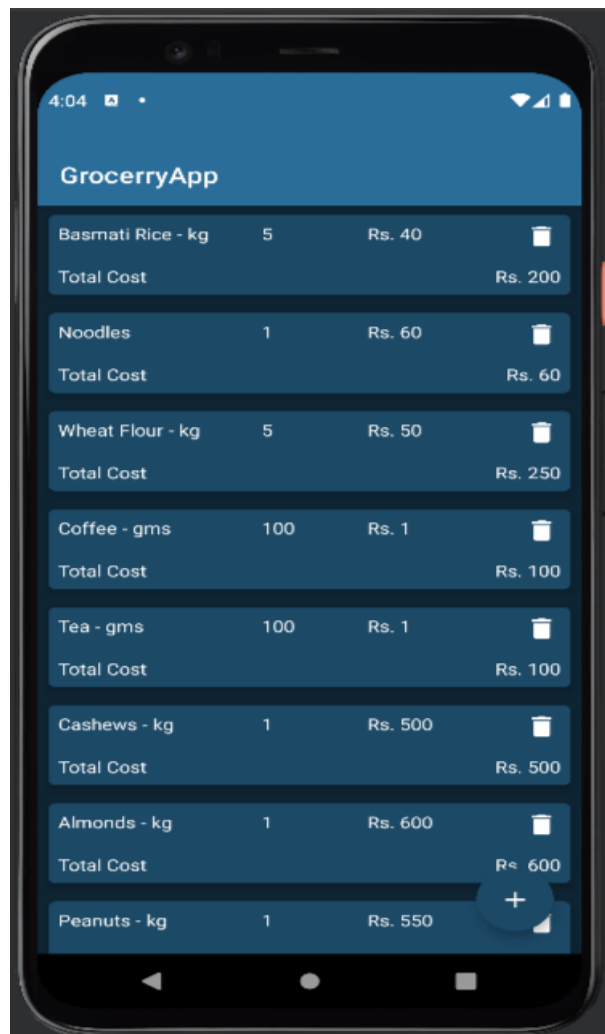 4:04
GrocerryApp
Basmati Rice - kg 5 Rs. 40
Total Cost Rs. 200
Noodles 1 Rs. 60
Total Cost Rs. 60
Wheat Flour - kg 5 Rs. 50
Total Cost Rs. 250
Coffee - gms 100 Rs. 1
Total Cost Rs. 100
Tea - gms 100 Rs. 1
Total Cost Rs. 100
Cashews - kg 1 Rs. 500
Total Cost Rs. 500
Almonds - kg 1 Rs. 600
Total Cost Rs. 600
Peanuts - kg 1 Rs. 550